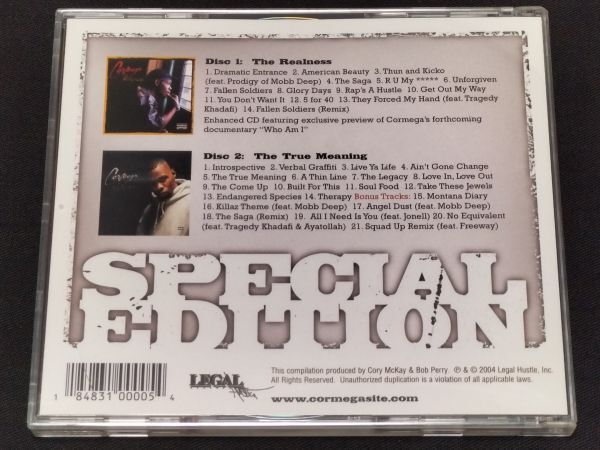 Disc 1: The Realness
1. Dramatic Entrance 2. American Beauty 3. Thun and Kicko
(feat. Prodigy of Mobb Deep) 4. The Saga 5. R U My ***** 6. Unforgiven
7. Fallen Soldiers 8. Glory Days 9. Rap's A Hustle 10. Get Out My Way
11. You Don't Want It 12. 5 for 40 13. They Forced My Hand (feat. Tragedy
Khadafi) 14. Fallen Soldiers (Remix)
Enhanced CD featuring exclusive preview of Cormega's forthcoming
documentary "Who Am I"
Cormega
Disc 2: The True Meaning
1. Introspective 2. Verbal Graffiti 3. Live Ya Life 4. Ain't Gone Change
5. The True Meaning 6. A Thin Line 7. The Legacy 8. Love In, Love Out
9. The Come Up 10. Built For This 11. Soul Food 12. Take These Jewels
13. Endangered Species 14. Therapy Bonus Tracks: 15. Montana Diary
16. Killaz Theme (feat. Mobb Deep) 17. Angel Dust (feat. Mobb Deep)
18. The Saga (Remix) 19. All I Need Is You (feat. Jonell) 20. No Equivalent
(feat. Tragedy Khadafi & Ayatollah) 21. Squad Up Remix (feat. Freeway)
Cormega
SPECIAL
EDITION
1 84831 00005 4
LEGAL
Hustle
This compilation produced by Cory McKay & Bob Perry. ℗ & © 2004 Legal Hustle, Inc.
All Rights Reserved. Unauthorized duplication is a violation of all applicable laws.
www.cormegasite.com